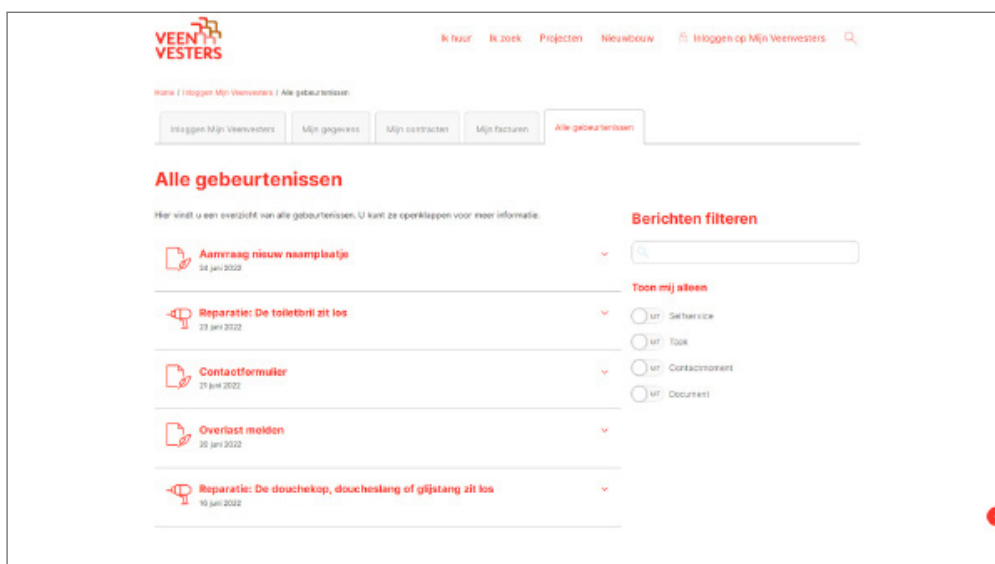 VEEN
VESTERS
Ik huur Ik zoek Projecten Nieuwbouw Inloggen op Mijn Veenvesters
Home / Inloggen Mijn Veenvesters / Alle gebeurtenissen
Inloggen Mijn Veenvesters Mijn gegevens Mijn contracten Mijn facturen Alle gebeurtenissen
Alle gebeurtenissen
Hier vindt u een overzicht van alle gebeurtenissen. U kunt ze openklappen voor meer informatie.
Berichten filteren
Aanvraag nieuw naamplaatje
24 juni 2022
Toon mij alleen
Reparatie: De toiletbril zit los
23 juni 2022
UIT Selfservice
UIT Taak
Contactformulier
21 juni 2022
UIT Contactmoment
UIT Document
Overlast melden
20 juni 2022
Reparatie: De douchekop, doucheslang of glijstang zit los
16 juni 2022